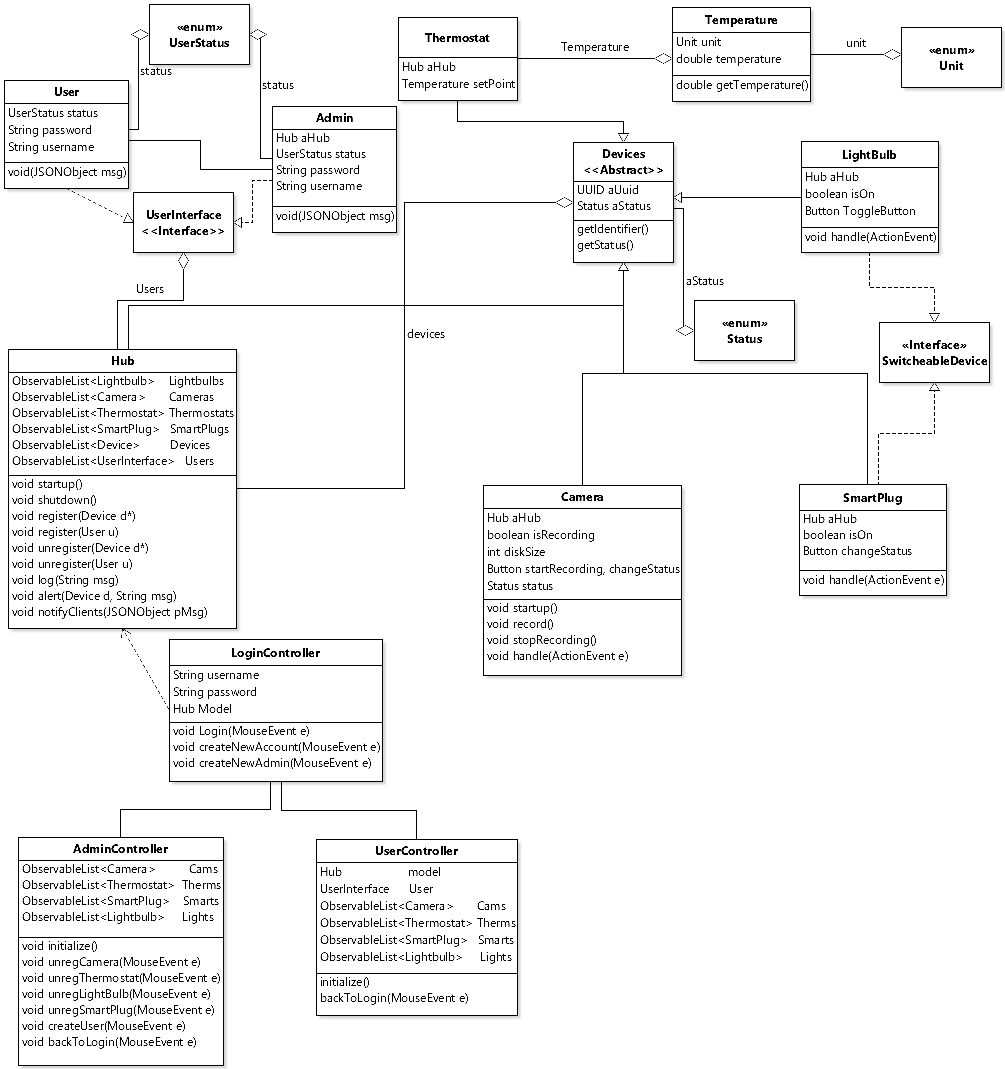 «enum»
UserStatus
status
status
User
UserStatus status
String password
String username
void(JSONObject msg)
Admin
Hub aHub
UserStatus status
String password
String username
void(JSONObject msg)
UserInterface
<<Interface>>
Users
Thermostat
Hub aHub
Temperature setPoint
Temperature
Temperature
Unit unit
double temperature
double getTemperature()
unit
«enum»
Unit
Devices
<<Abstract>>
UUID aUuid
Status aStatus
getIdentifier()
getStatus()
LightBulb
Hub aHub
boolean isOn
Button ToggleButton
void handle(ActionEvent)
aStatus
«enum»
Status
«Interface»
SwitcheableDevice
devices
Hub
ObservableList<Lightbulb> Lightbulbs
ObservableList<Camera> Cameras
ObservableList<Thermostat> Thermostats
ObservableList<SmartPlug> SmartPlugs
ObservableList<Device> Devices
ObservableList<UserInterface> Users
void startup()
void shutdown()
void register(Device d*)
void register(User u)
void unregister(Device d*)
void unregister(User u)
void log(String msg)
void alert(Device d, String msg)
void notifyClients(JSONObject pMsg)
Camera
Hub aHub
boolean isRecording
int diskSize
Button startRecording, changeStatus
Status status
void startup()
void record()
void stopRecording()
void handle(ActionEvent e)
SmartPlug
Hub aHub
boolean isOn
Button changeStatus
void handle(ActionEvent e)
LoginController
String username
String password
Hub Model
void Login(MouseEvent e)
void createNewAccount(MouseEvent e)
void createNewAdmin(MouseEvent e)
AdminController
ObservableList<Camera> Cams
ObservableList<Thermostat> Therms
ObservableList<SmartPlug> Smarts
ObservableList<Lightbulb> Lights
void initialize()
void unregCamera(MouseEvent e)
void unregThermostat(MouseEvent e)
void unregLightBulb(MouseEvent e)
void unregSmartPlug(MouseEvent e)
void createUser(MouseEvent e)
void backToLogin(MouseEvent e)
UserController
Hub model
UserInterface User
ObservableList<Camera> Cams
ObservableList<Thermostat> Therms
ObservableList<SmartPlug> Smarts
ObservableList<Lightbulb> Lights
initialize()
backToLogin(MouseEvent e)